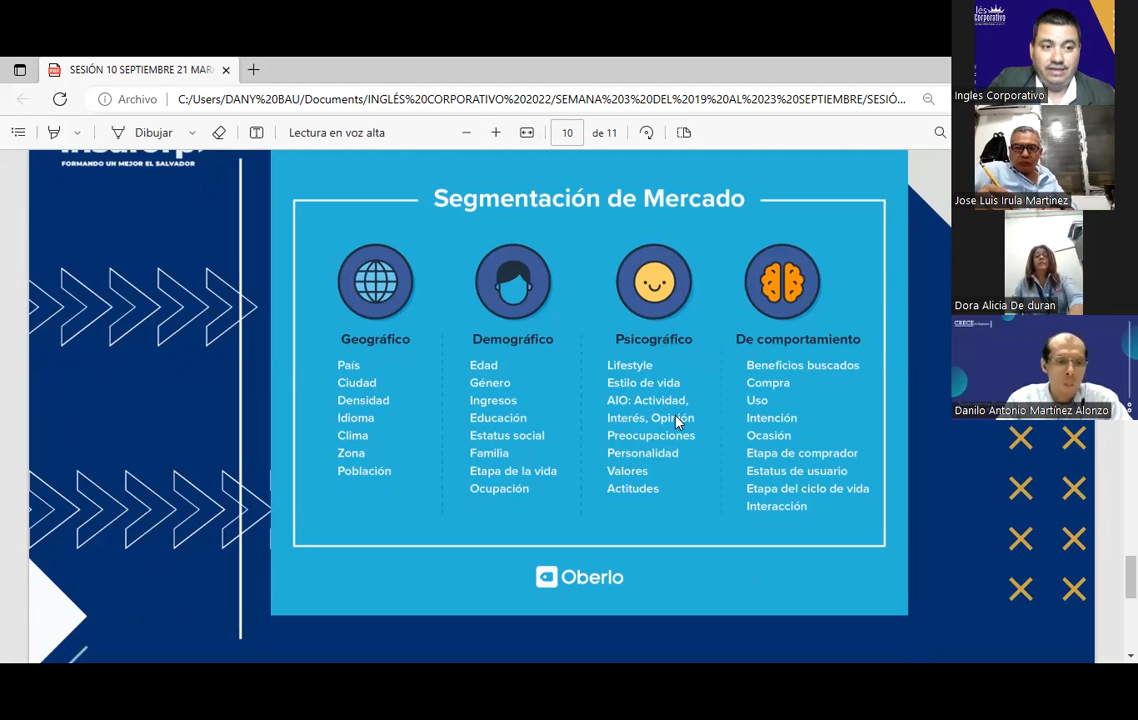 SESIÓN 10 SEPTIEMBRE 21 MAR
Archivo
C:/Users/DANY%20BAU/Documents/INGLÉS%20CORPORATIVO%202022/SEMANA%203%20DEL%2019%20AL%2023%20SEPTIEMBRE/SESIÓ...
Dibujar
Lectura en voz alta
10
de 11
FORMANDO UN MEJOR EL SALVADOR
Segmentación de Mercado
Geográfico
País
Ciudad
Densidad
Idioma
Clima
Zona
Población
Demográfico
Edad
Género
Ingresos
Educación
Estatus social
Familia
Etapa de la vida
Ocupación
Psicográfico
Lifestyle
Estilo de vida
AIO: Actividad,
Interés, Opinión
Preocupaciones
Personalidad
Valores
Actitudes
De comportamiento
Beneficios buscados
Compra
Uso
Intención
Ocasión
Etapa de comprador
Estatus de usuario
Etapa del ciclo de vida
Interacción
Oberlo
lés
Corporativo
Ingles Corporativo
Jose Luis Irula Martinez
Dora Alicia De duran
CRECE
Danilo Antonio Martínez Alonzo